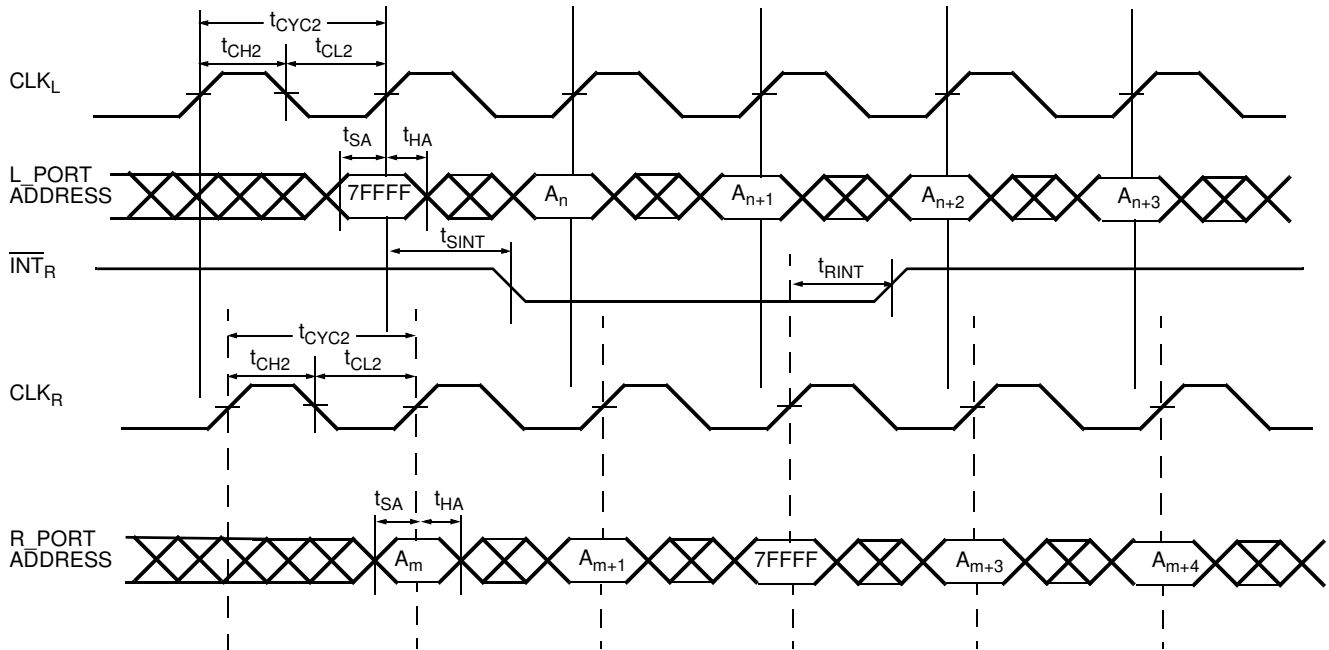 tCYC2
tCH2 tCL2
CLKL
tSA tHA
L_PORT
ADDRESS
7FFFF An An+1 An+2 An+3
tSINT
INTR
tRINT
tCYC2
tCH2 tCL2
CLKR
tSA tHA
R_PORT
ADDRESS
Am Am+1 7FFFF Am+3 Am+4